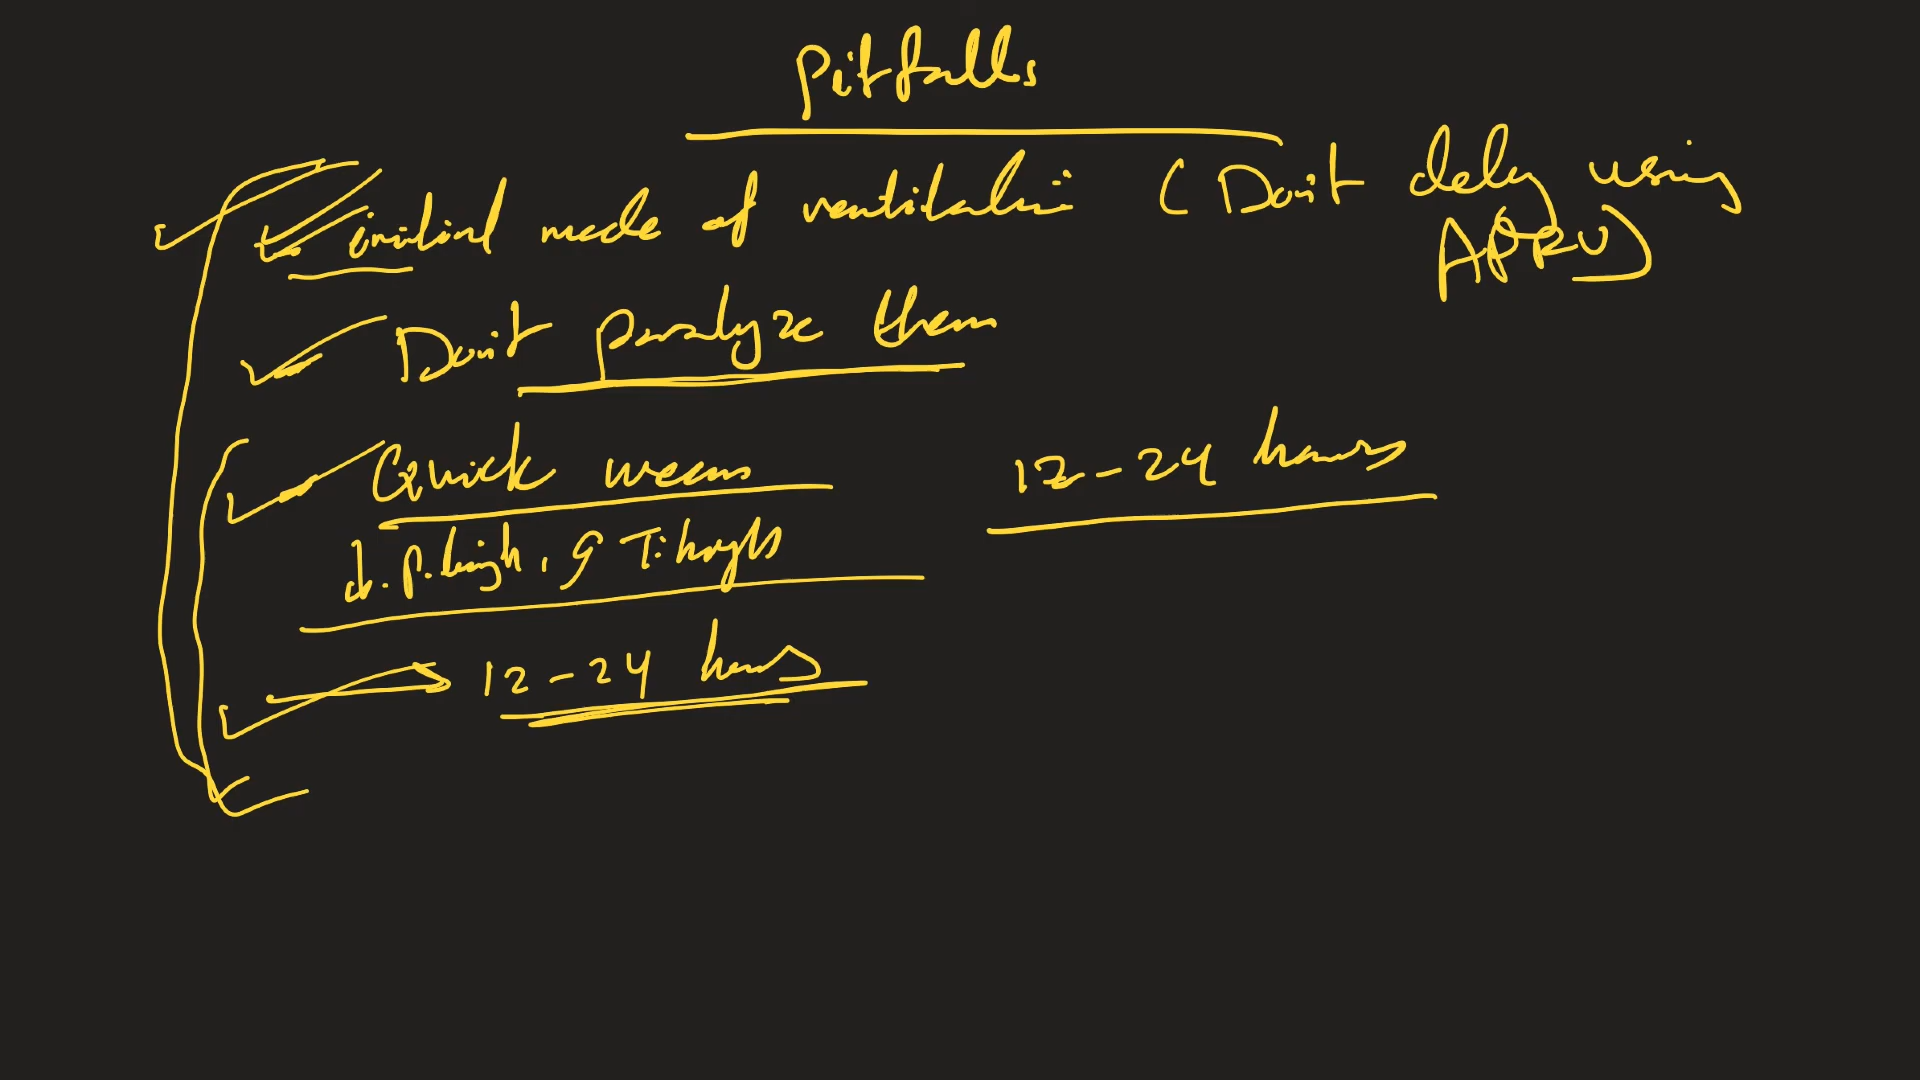 Pitfalls
initial mode of ventilation (Don't delay using APRV)
Don't paralyze them
Quick weans 12-24 hours
P. high, T. high
12-24 hours